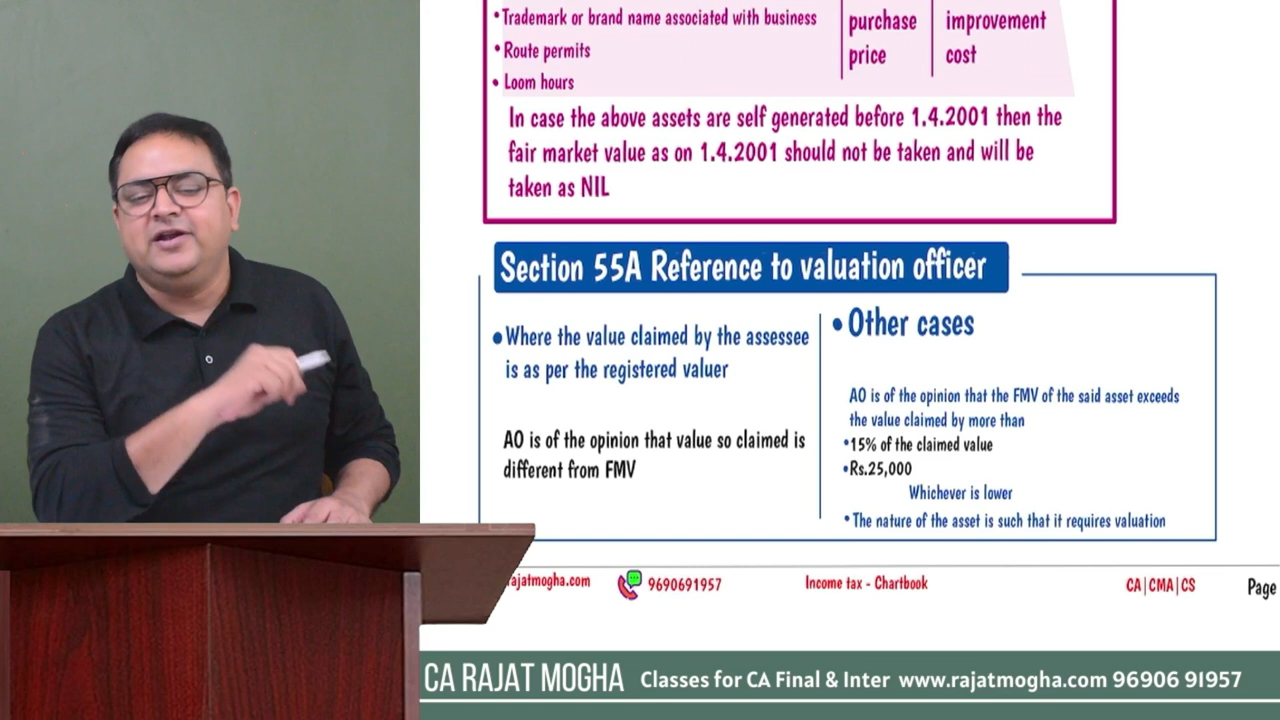 •Trademark or brand name associated with business
•Route permits
• Loom hours
purchase
price
improvement
cost
In case the above assets are self generated before 1.4.2001 then the
fair market value as on 1.4.2001 should not be taken and will be
taken as NIL
Section 55A Reference to valuation officer
•Where the value claimed by the assessee
is as per the registered valuer
AO is of the opinion that value so claimed is
different from FMV
• Other cases
AO is of the opinion that the FMV of the said asset exceeds
the value claimed by more than
•15% of the claimed value
•Rs.25,000
Whichever is lower
• The nature of the asset is such that it requires valuation
rajatmogha.com
9690691957
Income tax - Chartbook
CA|CMA|CS
Page
CA RAJAT MOGHA Classes for CA Final & Inter www.rajatmogha.com 96906 91957